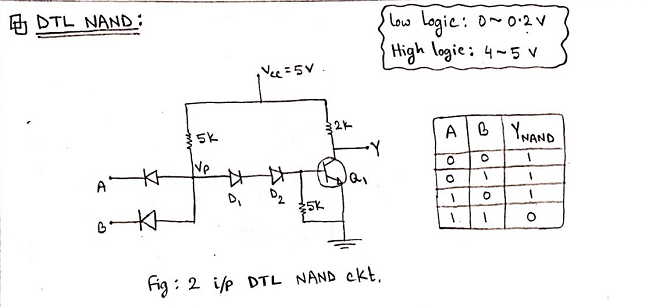 DTL NAND:
Low Logic: 0~0.2 V
High logic: 4~5 V
Vcc = 5V.
5K
2K
Y
Vp
A
B
D1
D2
Q1
5K
A B YNAND
0 0 1
0 1 1
1 0 1
1 1 0
Fig: 2 i/p DTL NAND ckt.